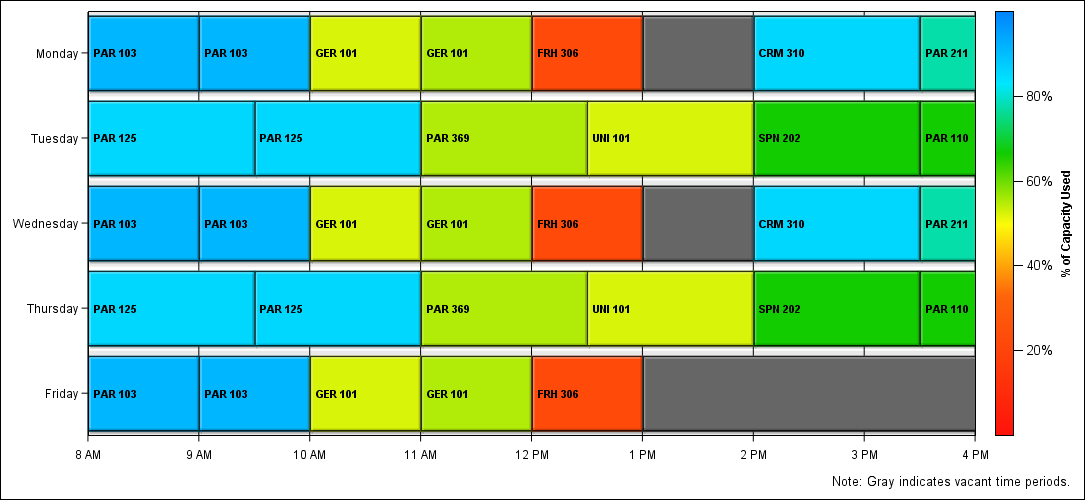 Monday PAR 103 PAR 103 GER 101 GER 101 FRH 306 CRM 310 PAR 211
Tuesday PAR 125 PAR 125 PAR 369 UNI 101 SPN 202 PAR 110
Wednesday PAR 103 PAR 103 GER 101 GER 101 FRH 306 CRM 310 PAR 211
Thursday PAR 125 PAR 125 PAR 369 UNI 101 SPN 202 PAR 110
Friday PAR 103 PAR 103 GER 101 GER 101 FRH 306
8 AM 9 AM 10 AM 11 AM 12 PM 1 PM 2 PM 3 PM 4 PM
80%
60%
40%
20%
% of Capacity Used
Note: Gray indicates vacant time periods.